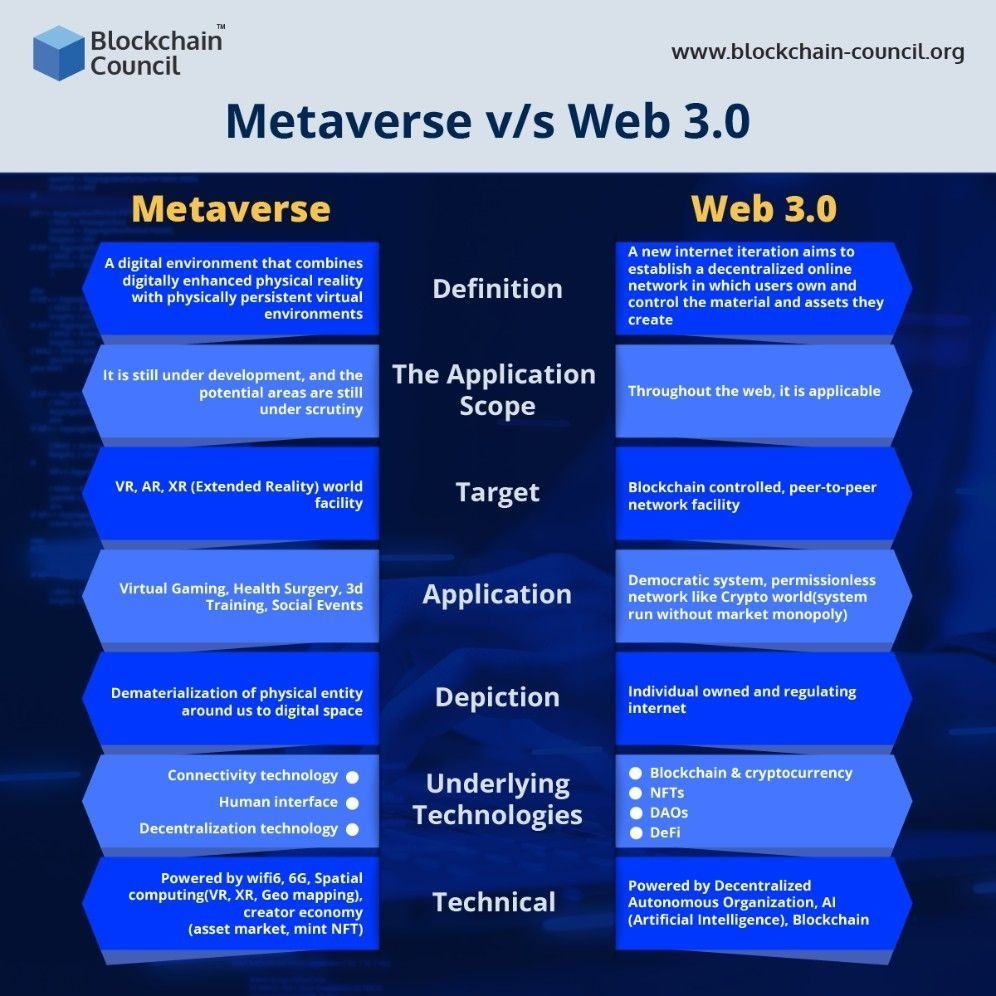 Blockchain™
Council
www.blockchain-council.org
Metaverse v/s Web 3.0
Metaverse
Web 3.0
A digital environment that combines
digitally enhanced physical reality
with physically persistent virtual
environments
Definition
A new internet iteration aims to
establish a decentralized online
network in which users own and
control the material and assets they
create
It is still under development, and the
potential areas are still
under scrutiny
The Application
Scope
Throughout the web, it is applicable
VR, AR, XR (Extended Reality) world
facility
Target
Blockchain controlled, peer-to-peer
network facility
Virtual Gaming, Health Surgery, 3d
Training, Social Events
Application
Democratic system, permissionless
network like Crypto world(system
run without market monopoly)
Dematerialization of physical entity
around us to digital space
Depiction
Individual owned and regulating
internet
Connectivity technology
Human interface
Decentralization technology
Underlying
Technologies
Blockchain & cryptocurrency
NFTs
DAOs
DeFi
Powered by wifi6, 6G, Spatial
computing(VR, XR, Geo mapping),
creator economy
(asset market, mint NFT)
Technical
Powered by Decentralized
Autonomous Organization, AI
(Artificial Intelligence), Blockchain